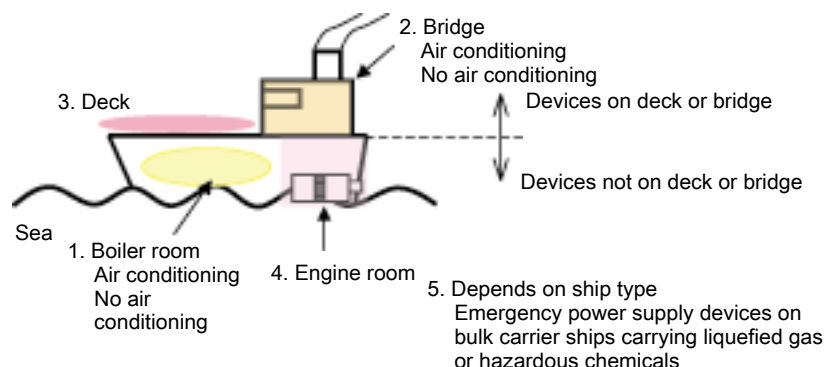 2. Bridge
Air conditioning
No air conditioning
3. Deck
Devices on deck or bridge
Devices not on deck or bridge
Sea
1. Boiler room
Air conditioning
No air
conditioning
4. Engine room
5. Depends on ship type
Emergency power supply devices on
bulk carrier ships carrying liquefied gas
or hazardous chemicals